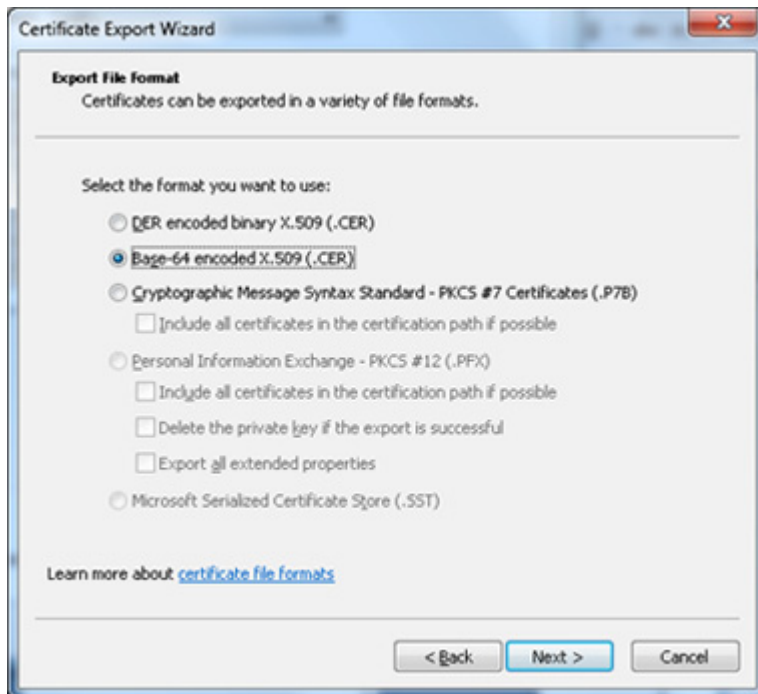 Certificate Export Wizard
Export File Format
Certificates can be exported in a variety of file formats.
Select the format you want to use:
DER encoded binary X.509 (.CER)
Base-64 encoded X.509 (.CER)
Cryptographic Message Syntax Standard - PKCS #7 Certificates (.P7B)
Include all certificates in the certification path if possible
Personal Information Exchange - PKCS #12 (.PFX)
Include all certificates in the certification path if possible
Delete the private key if the export is successful
Export all extended properties
Microsoft Serialized Certificate Store (.SST)
Learn more about certificate file formats
< Back Next > Cancel